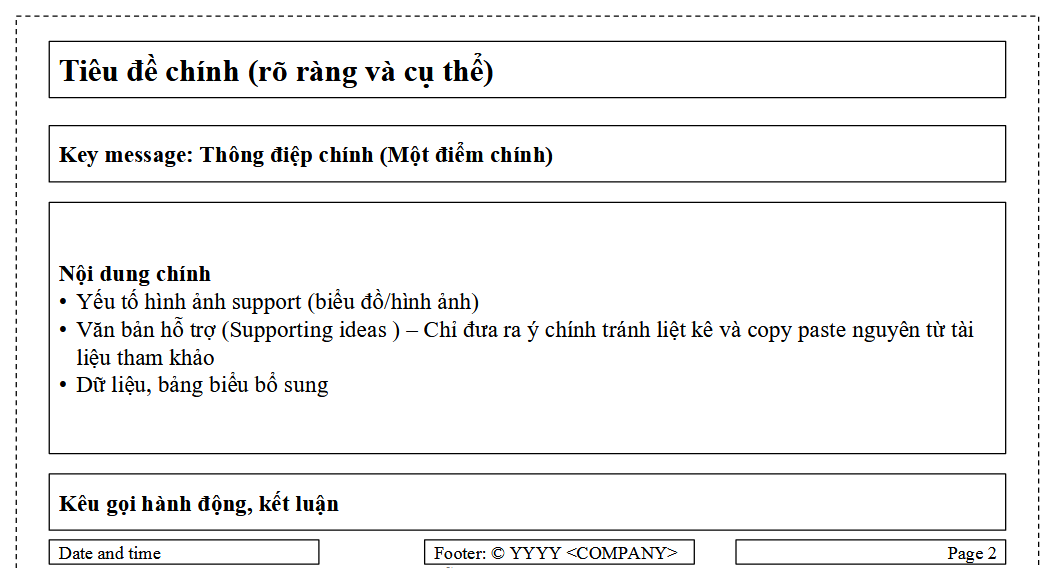 Tiêu đề chính (rõ ràng và cụ thể)
Key message: Thông điệp chính (Một điểm chính)
Nội dung chính
• Yếu tố hình ảnh support (biểu đồ/hình ảnh)
• Văn bản hỗ trợ (Supporting ideas ) – Chỉ đưa ra ý chính tránh liệt kê và copy paste nguyên từ tài
liệu tham khảo
• Dữ liệu, bảng biểu bổ sung
Kêu gọi hành động, kết luận
Date and time
Footer: © YYYY <COMPANY>
Page 2